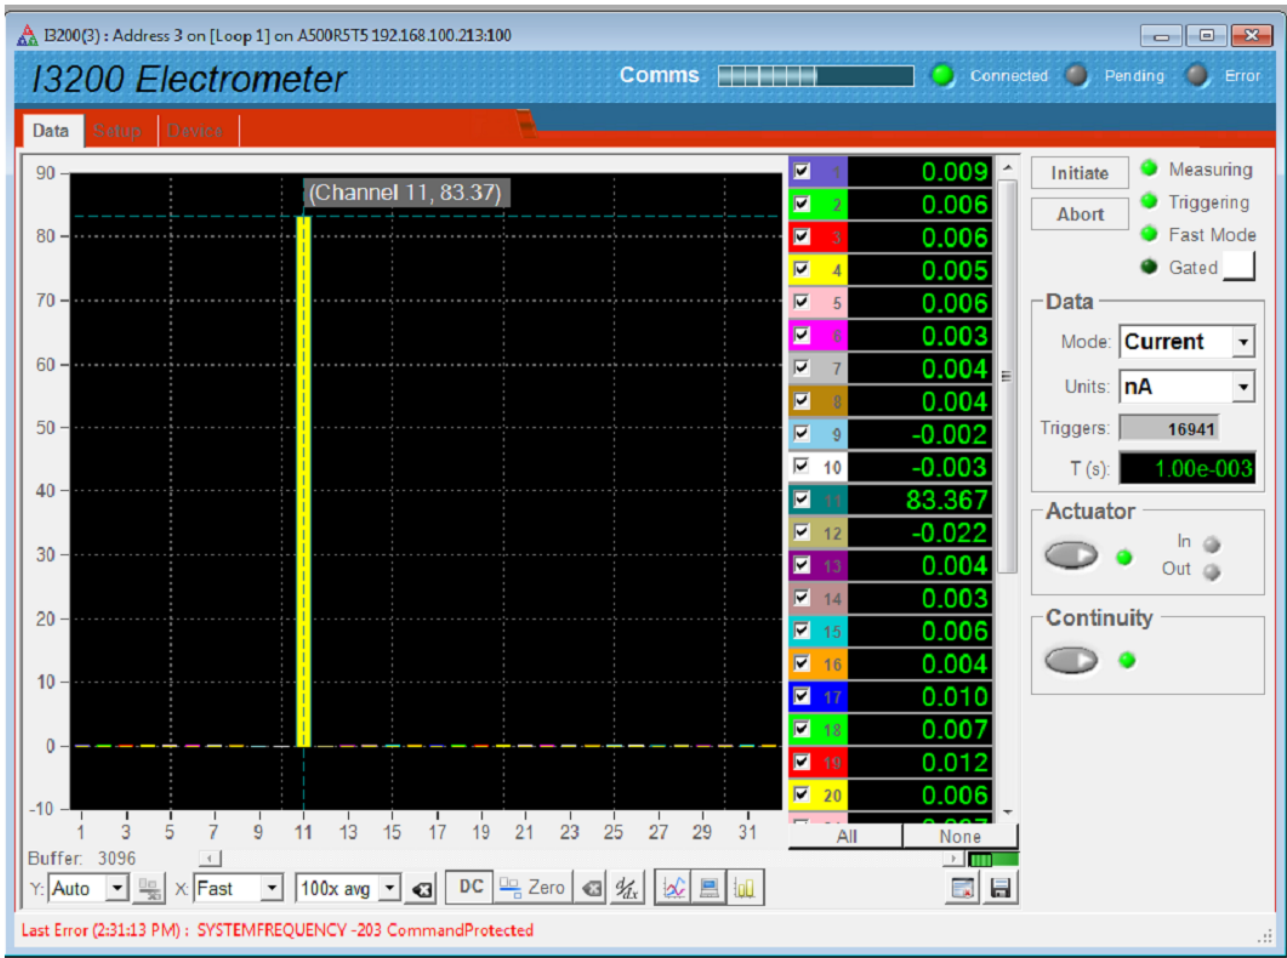 I3200(3) : Address 3 on [Loop 1] on A500R5T5 192.168.100.213:100
I3200 Electrometer
Comms
Connected
Pending
Error
Data
Setup
Device
90
80
70
60
50
40
30
20
10
0
-10
(Channel 11, 83.37)
1 3 5 7 9 11 13 15 17 19 21 23 25 27 29 31
1 0.009
2 0.006
3 0.006
4 0.005
5 0.006
6 0.003
7 0.004
8 0.004
9 -0.002
10 -0.003
11 83.367
12 -0.022
13 0.004
14 0.003
15 0.006
16 0.004
17 0.010
18 0.007
19 0.012
20 0.006
All
None
Initiate
Abort
Measuring
Triggering
Fast Mode
Gated
Data
Mode: Current
Units: nA
Triggers: 16941
T (s): 1.00e-003
Actuator
In
Out
Continuity
Buffer: 3096
Y: Auto
X: Fast
100x avg
DC
Zero
d/dx
Last Error (2:31:13 PM) : SYSTEMFREQUENCY -203 CommandProtected